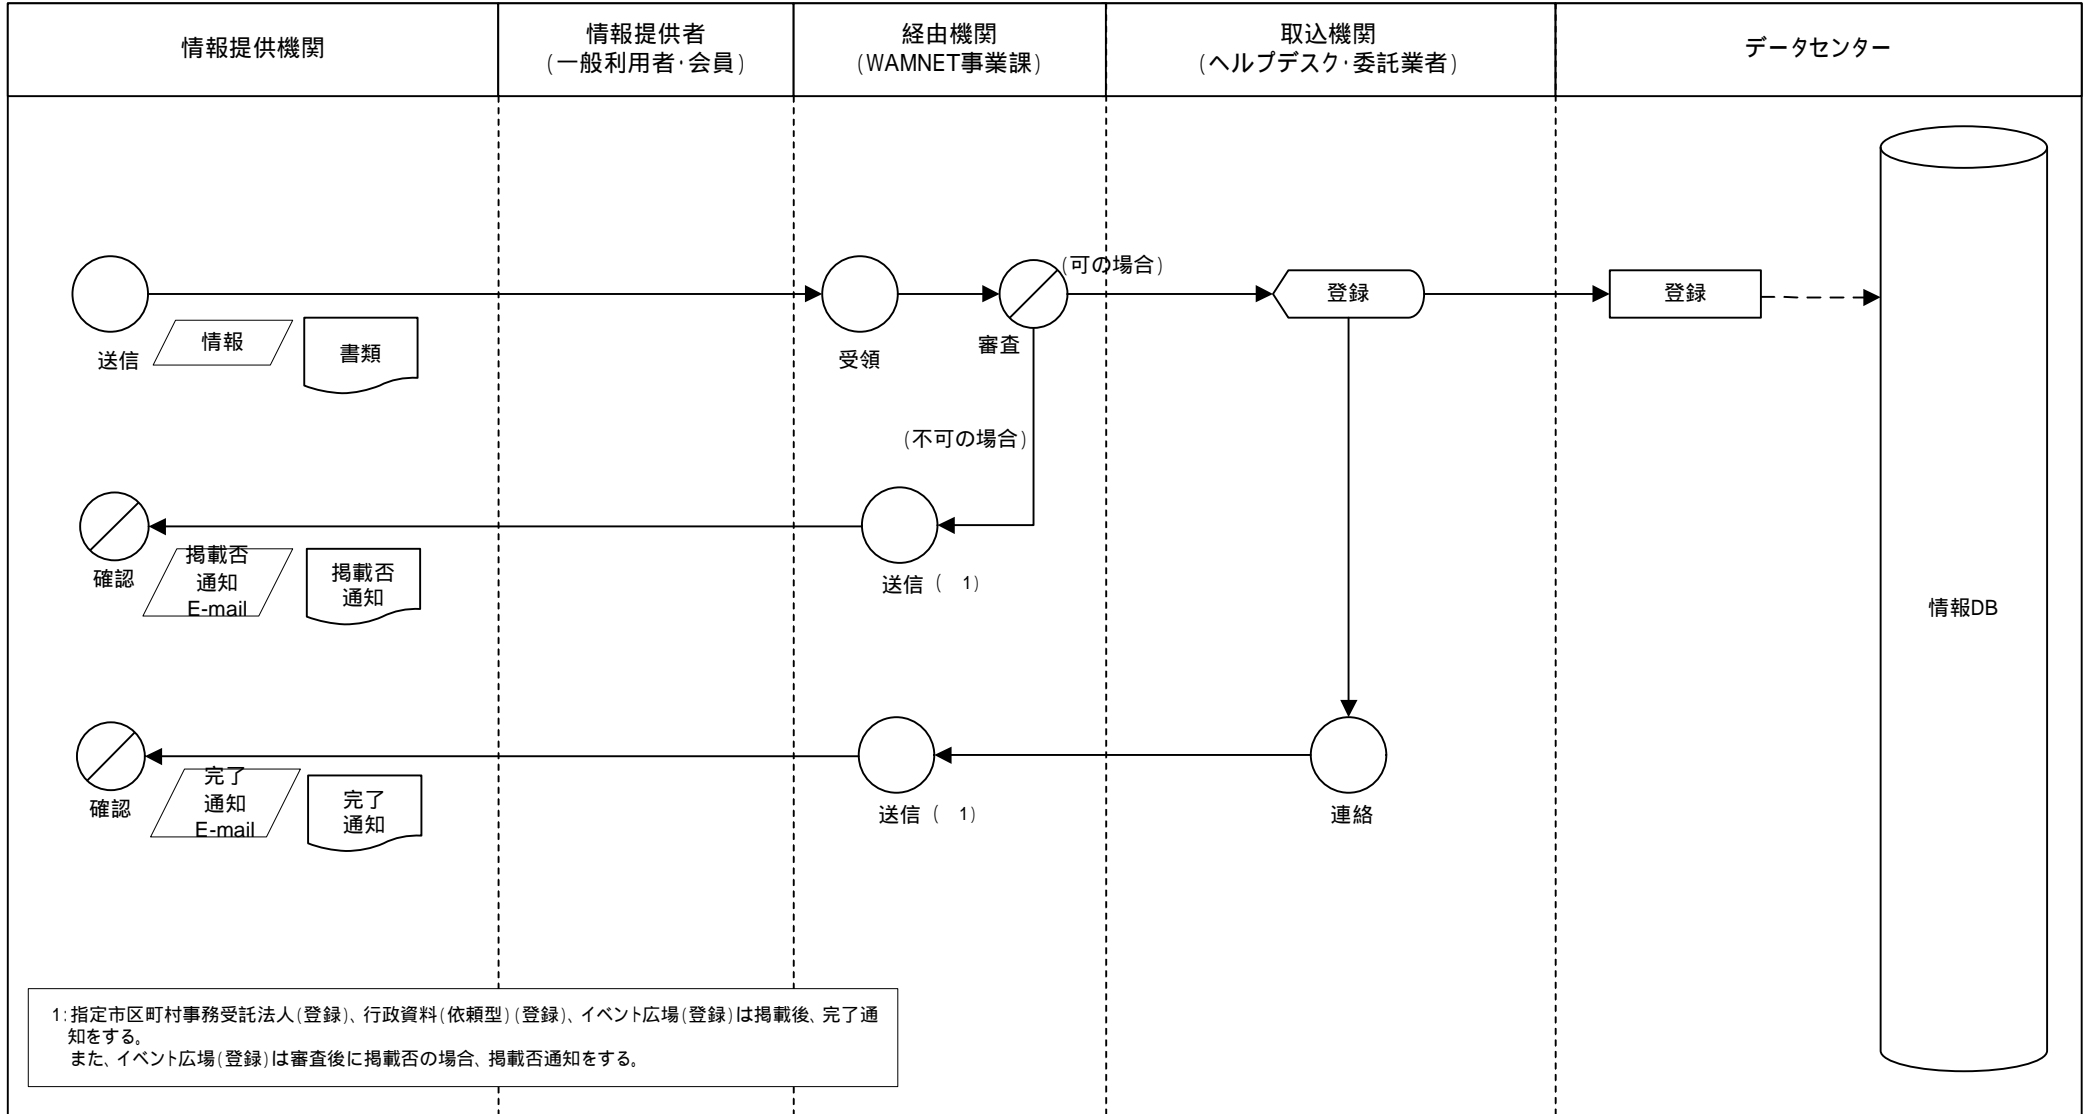 情報提供機関
情報提供者
(一般利用者・会員)
経由機関
(WAMNET事業課)
取込機関
(ヘルプデスク・委託業者)
データセンター
(可の場合)
登録
登録
情報
書類
送信
受領
審査
(不可の場合)
掲載否
通知
E-mail
掲載否
通知
確認
送信( 1)
情報DB
完了
通知
E-mail
完了
通知
確認
送信( 1)
連絡
1:指定市区町村事務受託法人(登録)、行政資料(依頼型)(登録)、イベント広場(登録)は掲載後、完了通
知をする。
また、イベント広場(登録)は審査後に掲載否の場合、掲載否通知をする。